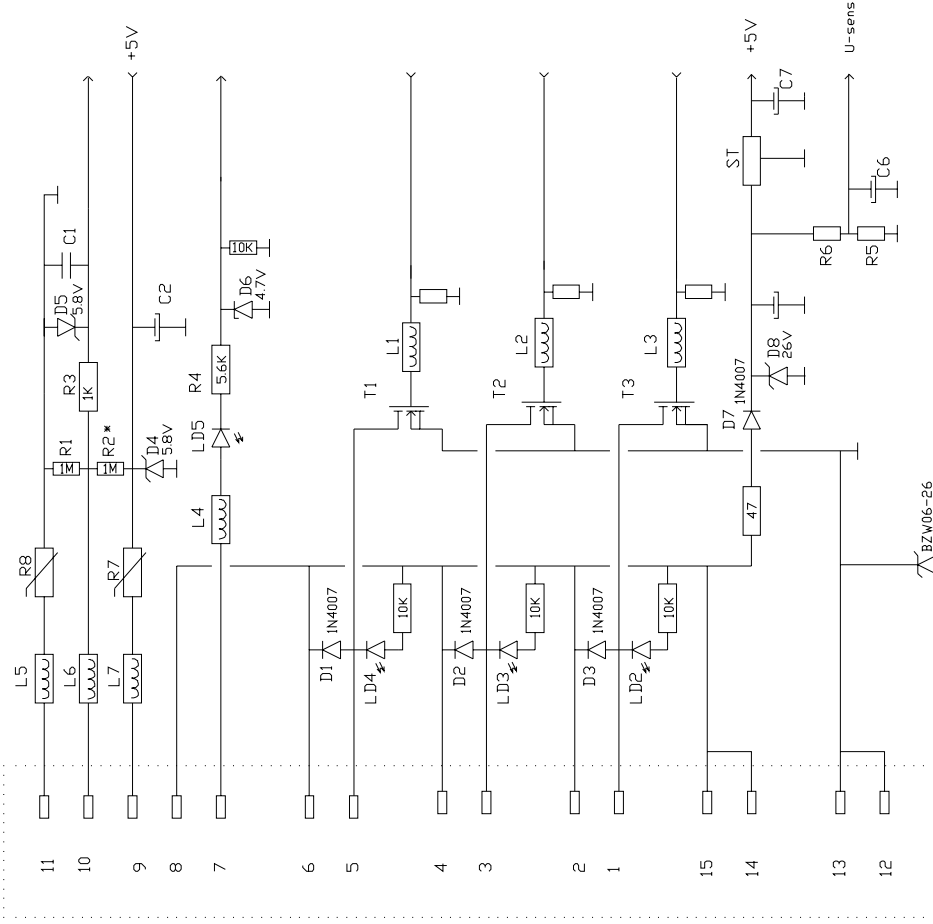 +5V
+5V
U-sens
C7
ST
C6
C1
10K
R6
R5
D5
5.8V
C2
D6
4.7V
L1
L2
L3
D8
26V
R3
1K
R4
5.6K
T1
T2
T3
D7
1N4007
R1
1M
R2*
1M
D4
5.8V
LD5
L4
47
BZW06-26
R8
R7
D1
1N4007
10K
D2
1N4007
10K
D3
1N4007
10K
LD4
LD3
LD2
L5
L6
L7
11
10
9
8
7
6
5
4
3
2
1
15
14
13
12